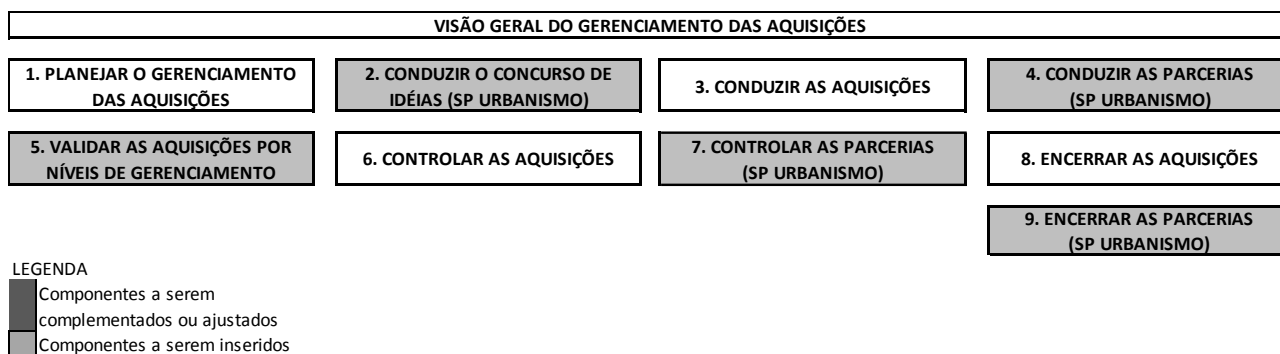 VISÃO GERAL DO GERENCIAMENTO DAS AQUISIÇÕES
1. PLANEJAR O GERENCIAMENTO
DAS AQUISIÇÕES
2. CONDUZIR O CONCURSO DE
IDÉIAS (SP URBANISMO)
3. CONDUZIR AS AQUISIÇÕES
4. CONDUZIR AS PARCERIAS
(SP URBANISMO)
5. VALIDAR AS AQUISIÇÕES POR
NÍVEIS DE GERENCIAMENTO
6. CONTROLAR AS AQUISIÇÕES
7. CONTROLAR AS PARCERIAS
(SP URBANISMO)
8. ENCERRAR AS AQUISIÇÕES
9. ENCERRAR AS PARCERIAS
(SP URBANISMO)
LEGENDA
Componentes a serem
complementados ou ajustados
Componentes a serem inseridos